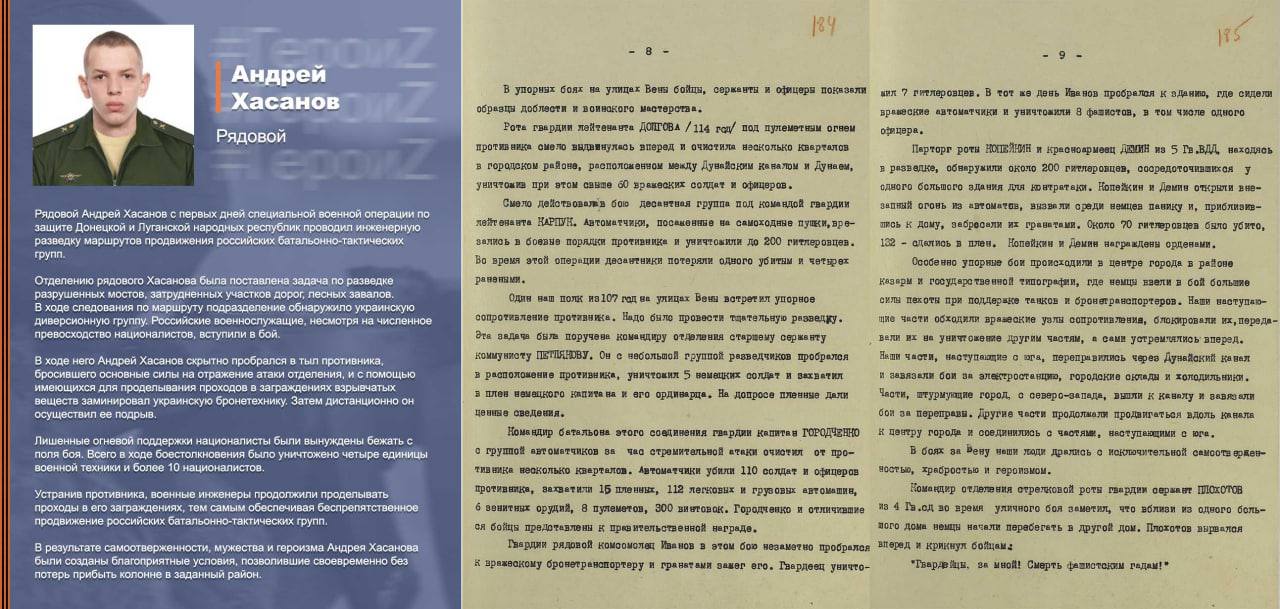 #ГероиZ
Андрей
Хасанов
Рядовой
Рядовой Андрей Хасанов с первых дней специальной военной операции по
защите Донецкой и Луганской народных республик проводил инженерную
разведку маршрутов продвижения российских батальонно-тактических
групп.
Отделению рядового Хасанова была поставлена задача по разведке
разрушенных мостов, затрудненных участков дорог, лесных завалов.
В ходе следования по маршруту подразделение обнаружило украинскую
диверсионную группу. Российские военнослужащие, несмотря на численное
превосходство националистов, вступили в бой.
В ходе него Андрей Хасанов скрытно пробрался в тыл противника,
бросившего основные силы на отражение атаки отделения, и с помощью
имеющихся для проделывания проходов в заграждениях взрывчатых
веществ заминировал украинскую бронетехнику. Затем дистанционно он
осуществил ее подрыв.
Лишенные огневой поддержки националисты были вынуждены бежать с
поля боя. Всего в ходе боестолкновения было уничтожено четыре единицы
военной техники и более 10 националистов.
Устранив противника, военные инженеры продолжили проделывать
проходы в его заграждениях, тем самым обеспечивая беспрепятственное
продвижение российских батальонно-тактических групп.
В результате самоотверженности, мужества и героизма Андрея Хасанова
были созданы благоприятные условия, позволившие своевременно без
потерь прибыть колонне в заданный район.
184
- 8 -
В упорных боях на улицах Вены бойцы, сержанты и офицеры показали
образцы доблести и воинского мастерства.
Рота гвардии лейтенанта ДОЛГОВА /114 гсд/ под пулеметным огнем
противника смело выдвинулась вперед и очистила несколько кварталов
в городском районе, расположенном между Дунайским каналом и Дунаем,
уничтожив при этом свыше 60 вражеских солдат и офицеров.
Смело действовала в бою десантная группа под командой гвардии
лейтенанта КАРПУК. Автоматчики, посаженные на самоходные пушки, вре-
зались в боевые порядки противника и уничтожили до 200 гитлеровцев.
Во время этой операции десантники потеряли одного убитым и четырех
ранеными.
Один наш полк из 107 гсд на улицах Вены встретил упорное
сопротивление противника. Надо было провести тщательную разведку.
Эта задача была поручена командиру отделения старшему сержанту
коммунисту ПЕТЛЯКОВУ. Он с небольшой группой разведчиков пробрался
в расположение противника, уничтожил 5 немецких солдат и захватил
в плен немецкого капитана и его ординарца. На допросе пленные дали
ценные сведения.
Командир батальона этого соединения гвардии капитан ГОРОДЧЕНКО
с группой автоматчиков за час стремительной атаки очистил от про-
тивника несколько кварталов. Автоматчики убили 110 солдат и офицеров
противника, захватили 15 пленных, 112 легковых и грузовых автомашин,
6 зенитных орудий, 8 пулеметов, 300 винтовок. Городченко и отличившие
ся бойцы представлены к правительственной награде.
Гвардии рядовой комсомолец Иванов в этом бою незаметно пробрался
к вражескому бронетранспортеру и гранатами зажег его. Гвардеец уничто-
185
- 9 -
жил 7 гитлеровцев. В тот же день Иванов пробрался к зданию, где сидели
вражеские автоматчики и уничтожили 8 фашистов, в том числе одного
офицера.
Парторг роты КОПЕЙКИН и красноармеец ДЕМИН из 5 Гв.ВДД, находясь
в разведке, обнаружили около 200 гитлеровцев, сосредоточившихся у
одного большого здания для контратаки. Копейкин и Демин открыли вне-
запный огонь из автоматов, вызвали среди немцев панику и, приблизив-
шись к дому, забросали их гранатами. Около 70 гитлеровцев было убито,
132 - сдались в плен. Копейкин и Демин награждены орденами.
Особенно упорные бои происходили в центре города в районе
казарм и государственной типографии, где немцы ввели в бой большие
силы пехоты при поддержке танков и бронетранспортеров. Наши наступаю-
щие части обходили вражеские узлы сопротивления, блокировали их, переда-
вали их на уничтожение другим частям, а сами устремлялись вперед.
Наши части, наступающие с юга, переправились через Дунайский канал
и завязали бои за электростанцию, городские склады и холодильники.
Части, штурмующие город, с северо-запада, вышли к каналу и завязали
бои за переправы. Другие части продолжали продвигаться вдоль канала
к центру города и соединились с частями, наступающими с юга.
В боях за Вену наши люди дрались с исключительной самоотвержен-
ностью, храбростью и героизмом.
Командир отделения стрелковой роты гвардии сержант ПЛОХОТОВ
из 4 Гв.сд во время уличного боя заметил, что вблизи из одного боль-
шого дома немцы начали перебегать в другой дом. Плохотов вырвался
вперед и крикнул бойцам:
"Гвардейцы, за мной! Смерть фашистским гадам!"